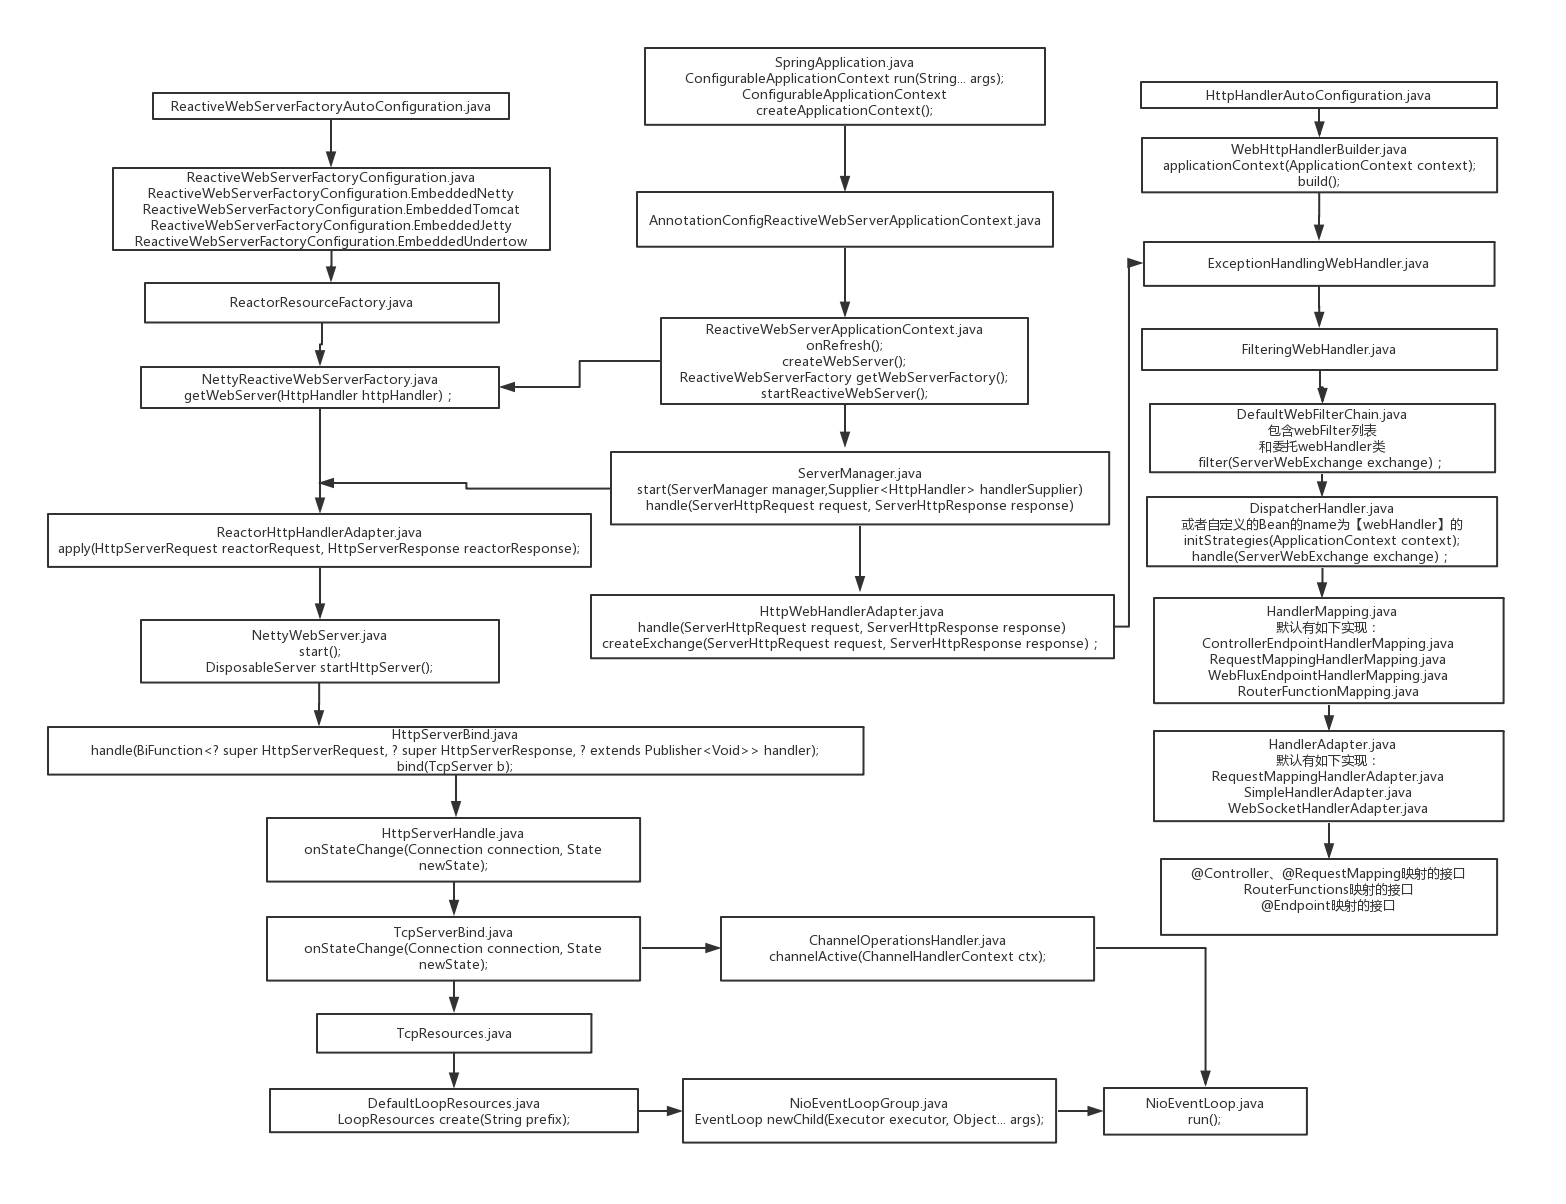 ReactiveWebServerFactoryAutoConfiguration.java
ReactiveWebServerFactoryConfiguration.java
ReactiveWebServerFactoryConfiguration.EmbeddedNetty
ReactiveWebServerFactoryConfiguration.EmbeddedTomcat
ReactiveWebServerFactoryConfiguration.EmbeddedJetty
ReactiveWebServerFactoryConfiguration.EmbeddedUndertow
ReactorResourceFactory.java
NettyReactiveWebServerFactory.java
getWebServer(HttpHandler httpHandler) ；
ReactorHttpHandlerAdapter.java
apply(HttpServerRequest reactorRequest, HttpServerResponse reactorResponse);
NettyWebServer.java
start();
DisposableServer startHttpServer();
HttpServerBind.java
handle(BiFunction<? super HttpServerRequest, ? super HttpServerResponse, ? extends Publisher<Void>> handler);
bind(TcpServer b);
HttpServerHandle.java
onStateChange(Connection connection, State
newState);
TcpServerBind.java
onStateChange(Connection connection, State
newState);
TcpResources.java
DefaultLoopResources.java
LoopResources create(String prefix);
SpringApplication.java
ConfigurableApplicationContext run(String... args);
ConfigurableApplicationContext
createApplicationContext();
AnnotationConfigReactiveWebServerApplicationContext.java
ReactiveWebServerApplicationContext.java
onRefresh();
createWebServer();
ReactiveWebServerFactory getWebServerFactory();
startReactiveWebServer();
ServerManager.java
start(ServerManager manager,Supplier<HttpHandler> handlerSupplier)
handle(ServerHttpRequest request, ServerHttpResponse response)
HttpWebHandlerAdapter.java
handle(ServerHttpRequest request, ServerHttpResponse response)
createExchange(ServerHttpRequest request, ServerHttpResponse response) ；
ChannelOperationsHandler.java
channelActive(ChannelHandlerContext ctx);
NioEventLoopGroup.java
EventLoop newChild(Executor executor, Object... args);
HttpHandlerAutoConfiguration.java
WebHttpHandlerBuilder.java
applicationContext(ApplicationContext context);
build();
ExceptionHandlingWebHandler.java
FilteringWebHandler.java
DefaultWebFilterChain.java
包含webFilter列表
和委托webHandler类
filter(ServerWebExchange exchange) ；
DispatcherHandler.java
或者自定义的Bean的name为【webHandler】的
initStrategies(ApplicationContext context);
handle(ServerWebExchange exchange) ；
HandlerMapping.java
默认有如下实现：
ControllerEndpointHandlerMapping.java
RequestMappingHandlerMapping.java
WebFluxEndpointHandlerMapping.java
RouterFunctionMapping.java
HandlerAdapter.java
默认有如下实现：
RequestMappingHandlerAdapter.java
SimpleHandlerAdapter.java
WebSocketHandlerAdapter.java
@Controller、@RequestMapping映射的接口
RouterFunctions映射的接口
@Endpoint映射的接口
NioEventLoop.java
run();